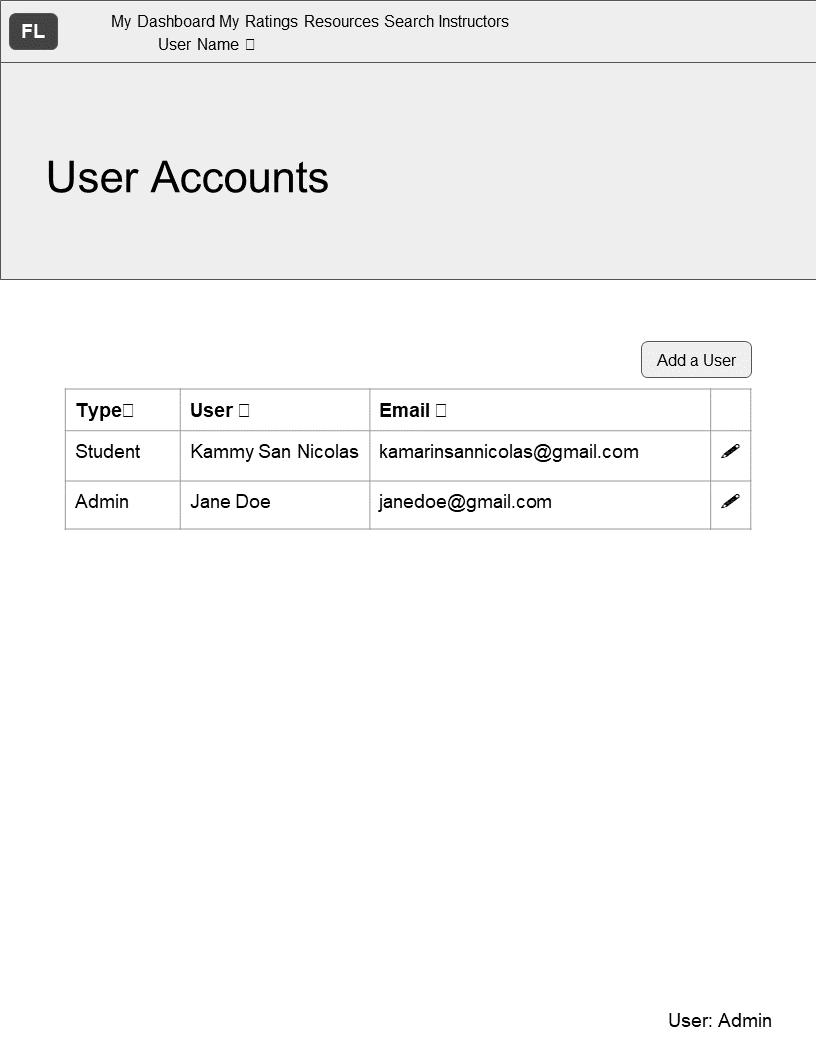 FL
My Dashboard My Ratings Resources Search Instructors
User Name
User Accounts
Add a User
Type User Email
Student Kammy San Nicolas kamarinsannicolas@gmail.com
Admin Jane Doe janedoe@gmail.com
User: Admin